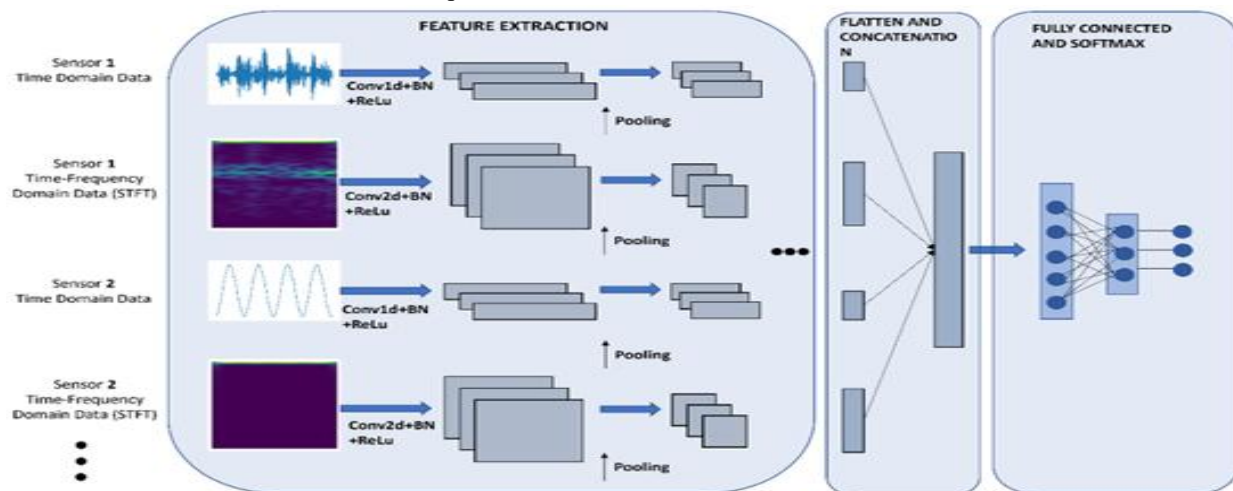 FEATURE EXTRACTION
FLATTEN AND
CONCATENATIO
N
FULLY CONNECTED
AND SOFTMAX
Sensor 1
Time Domain Data
Conv1d+BN
+ReLu
Pooling
Sensor 1
Time-Frequency
Domain Data (STFT)
Conv2d+BN
+ReLu
Pooling
Sensor 2
Time Domain Data
Conv1d+BN
+ReLu
Pooling
Sensor 2
Time-Frequency
Domain Data (STFT)
Conv2d+BN
+ReLu
Pooling